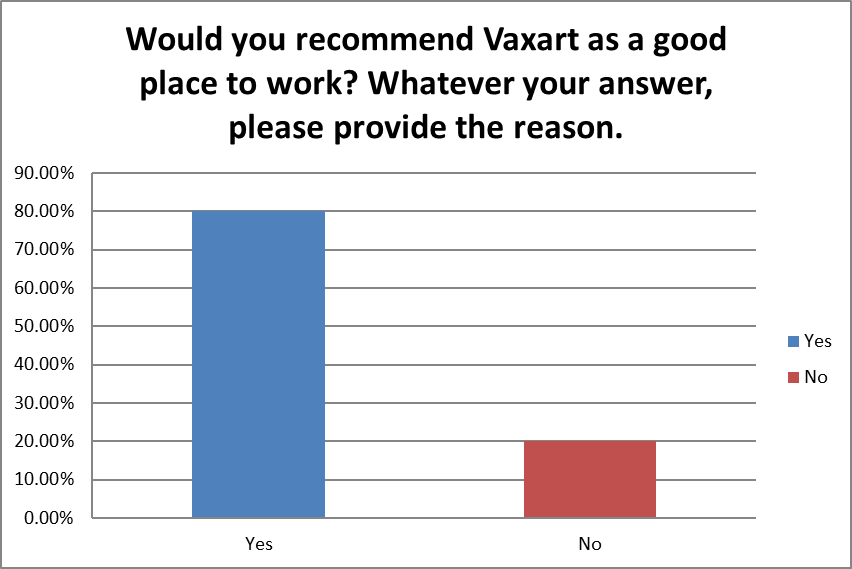 Would you recommend Vaxart as a good
place to work? Whatever your answer,
please provide the reason.
90.00%
80.00%
70.00%
60.00%
50.00%
40.00%
30.00%
20.00%
10.00%
0.00%
Yes
No
Yes
No